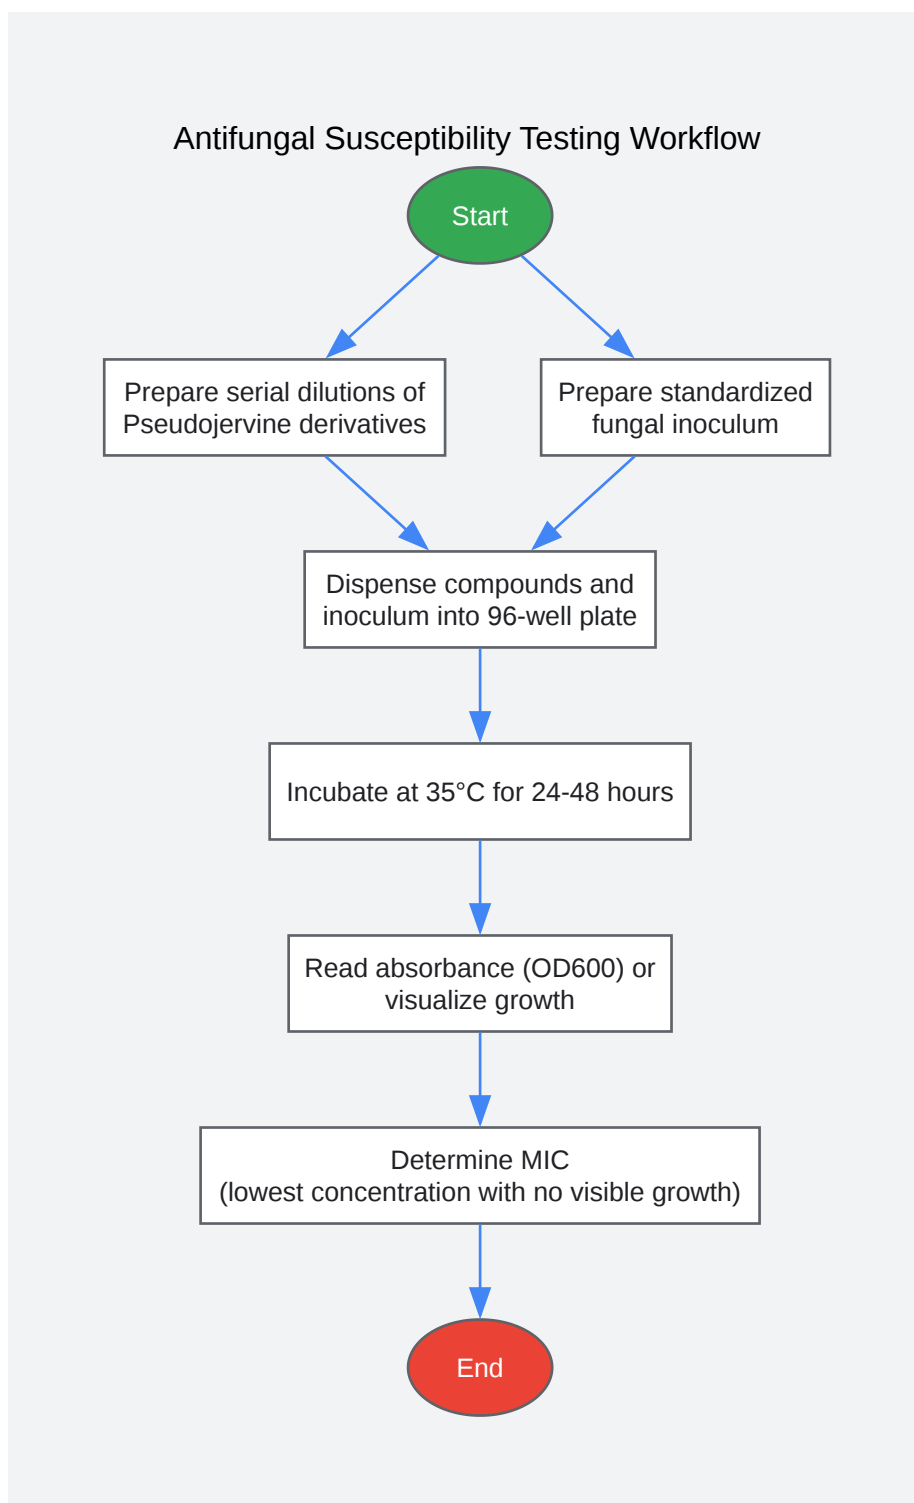 Antifungal Susceptibility Testing Workflow
Start
Prepare serial dilutions of
Pseudojervine derivatives
Prepare standardized
fungal inoculum
Dispense compounds and
inoculum into 96-well plate
Incubate at 35°C for 24-48 hours
Read absorbance (OD600) or
visualize growth
Determine MIC
(lowest concentration with no visible growth)
End